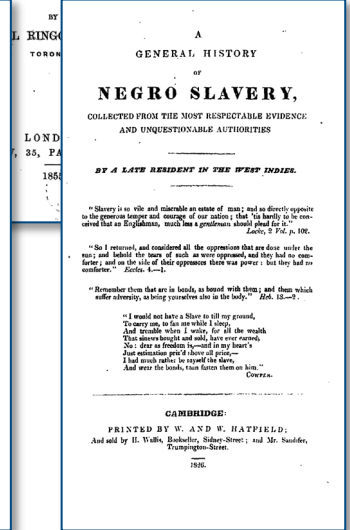 BY
L RINGO
TORON
LOND
, 35, PA
185
A
GENERAL HISTORY
OF
NEGRO SLAVERY,
COLLECTED FROM THE MOST RESPECTABLE EVIDENCE
AND UNQUESTIONABLE AUTHORITIES
BY A LATE RESIDENT IN THE WEST INDIES.
"Slavery is so vile and miserable an estate of man; and so directly opposite
to the generous temper and courage of our nation; that 'tis hardly to be con-
ceived that an Englishman, much less a gentleman should plead for it."
Locke, 2 Vol. p. 102.
"So I returned, and considered all the oppressions that are done under the
sun; and behold the tears of such as were oppressed, and they had no com-
forter; and on the side of their oppressors there was power: but they had no
comforter." Eccles. 4.—1.
"Remember them that are in bonds, as bound with them; and them which
suffer adversity, as being yourselves also in the body." Heb. 13.—3.
"I would not have a Slave to till my ground,
To carry me, to fan me while I sleep,
And tremble when I wake, for all the wealth
That sinews bought and sold, have ever earned;
No: dear as freedom is,—and in my heart's
Just estimation priz'd above all price,—
I had much rather be myself the slave,
And wear the bonds, than fasten them on him."
COWPER.
CAMBRIDGE:
PRINTED BY W. AND W. HATFIELD;
And sold by H. Wallis, Bookseller, Sidney-Street; and Mr.
Trumpington-Street.
1826.